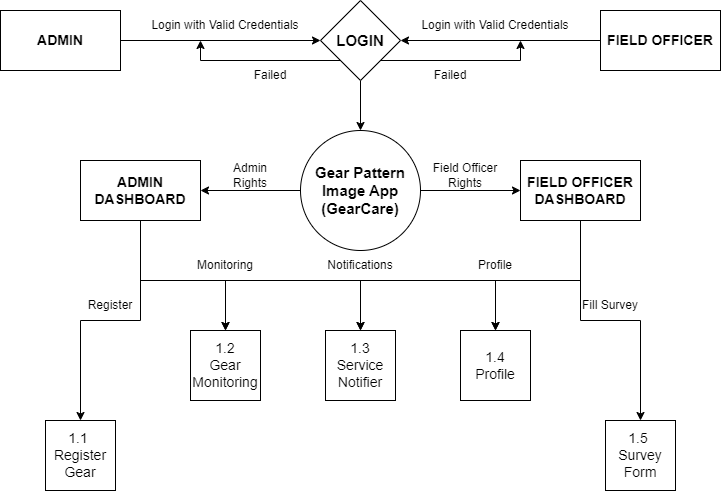 ADMIN
Login with Valid Credentials
LOGIN
Login with Valid Credentials
FIELD OFFICER
Failed
Failed
ADMIN
DASHBOARD
Admin
Rights
Gear Pattern
Image App
(GearCare)
Field Officer
Rights
FIELD OFFICER
DASHBOARD
Monitoring
Notifications
Profile
Register
Fill Survey
1.2
Gear
Monitoring
1.3
Service
Notifier
1.4
Profile
1.1
Register
Gear
1.5
Survey
Form